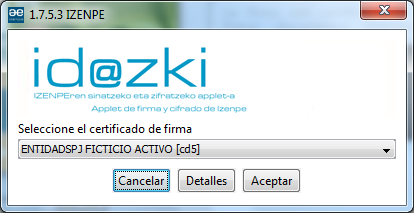 1.7.5.3 IZENPE
id@zki
IZENPEren sinatzeko eta zifratzeko applet-a
Applet de firma y cifrado de Izenpe
Seleccione el certificado de firma
ENTIDADSPJ FICTICIO ACTIVO [cd5]
Cancelar Detalles Aceptar